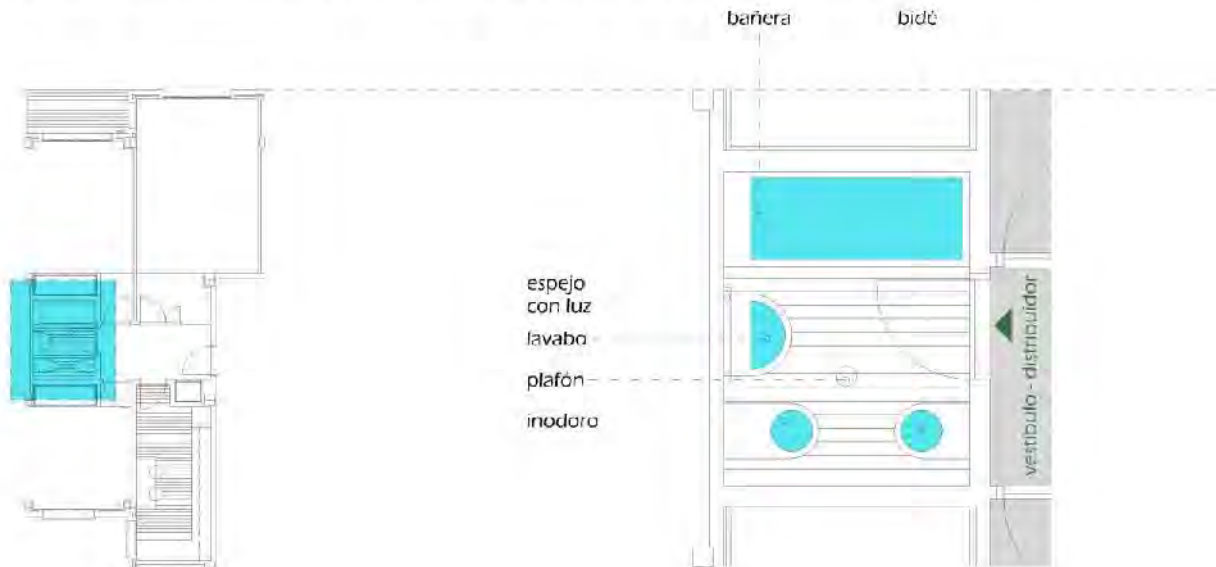 bañera
bidé
espejo
con luz
lavabo
plafón
inodoro
vestíbulo - distribuidor